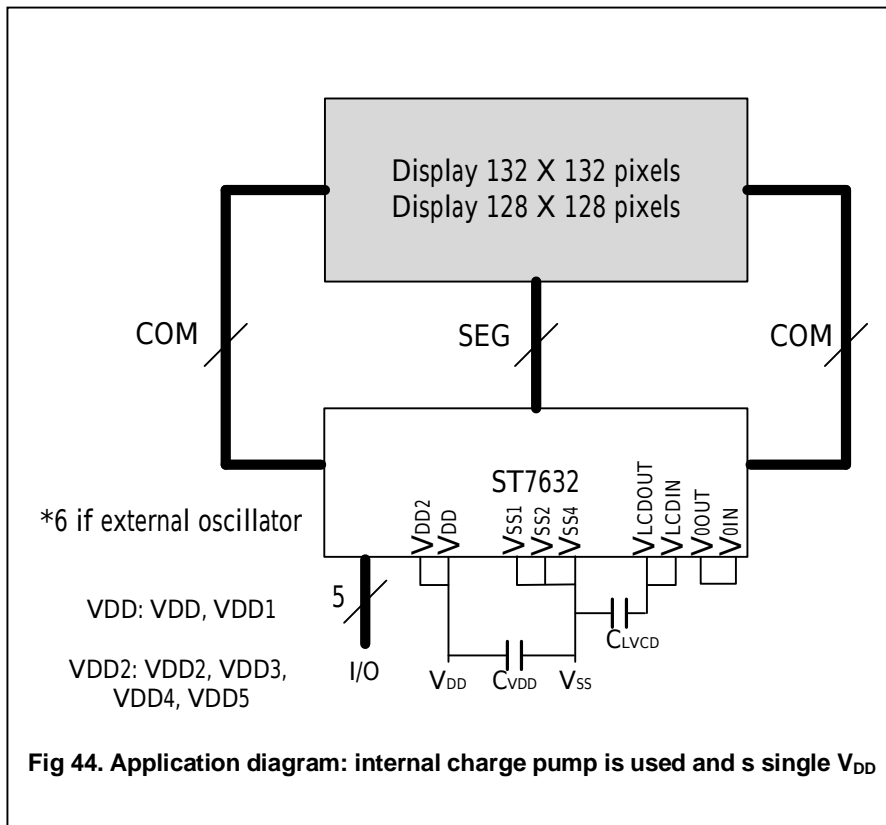 Display 132 X 132 pixels
Display 128 X 128 pixels
COM
SEG
COM
ST7632
*6 if external oscillator
VDD2
VDD
VSS1
VSS2
VSS4
VLCDOUT
VLCDIN
V0OUT
V0IN
5
VDD: VDD, VDD1
CLVCD
VDD2: VDD2, VDD3,
VDD4, VDD5
I/O
VDD
CVDD
VSS
Fig 44. Application diagram: internal charge pump is used and s single VDD